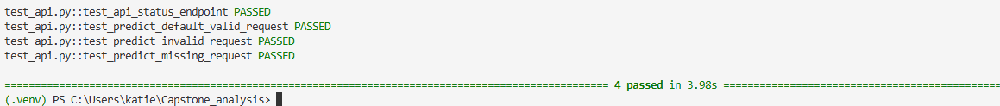 test_api.py::test_api_status_endpoint PASSED
test_api.py::test_predict_default_valid_request PASSED
test_api.py::test_predict_invalid_request PASSED
test_api.py::test_predict_missing_request PASSED
==================================================================================================== 4 passed in 3.98s ==============================================
(.venv) PS C:\Users\katie\Capstone_analysis>